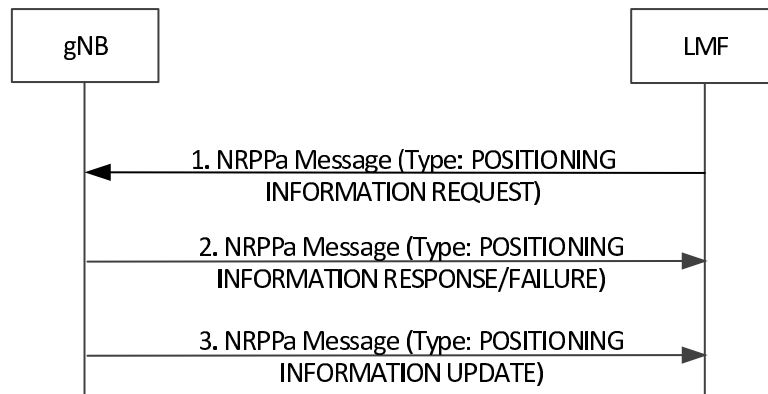 gNB
LMF
1. NRPPa Message (Type: POSITIONING
INFORMATION REQUEST)
2. NRPPa Message (Type: POSITIONING
INFORMATION RESPONSE/FAILURE)
3. NRPPa Message (Type: POSITIONING
INFORMATION UPDATE)